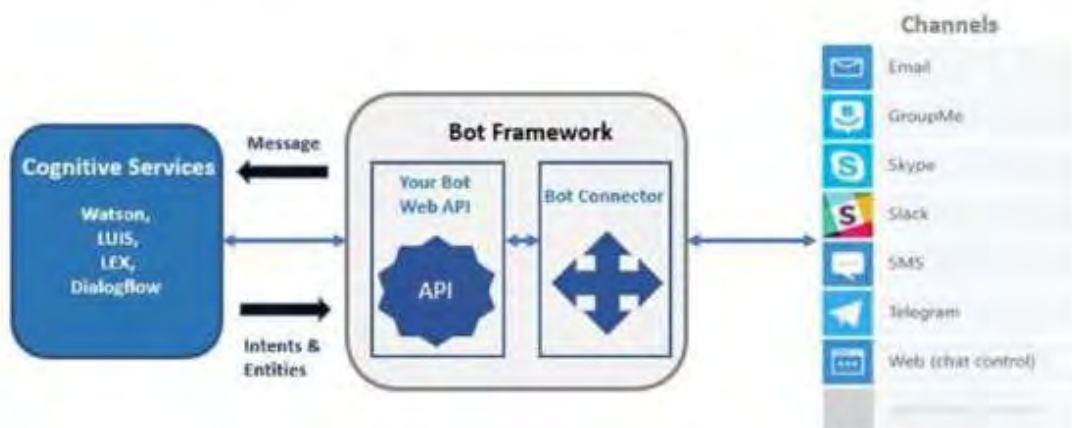 Channels
Email
GroupMe
Skype
Slack
SMS
Telegram
Web (chat control)
Bot Framework
Message
Cognitive Services
Watson,
LUIS,
LEX,
Dialogflow
Your Bot
Web API
API
Bot Connector
Intents &
Entities
S